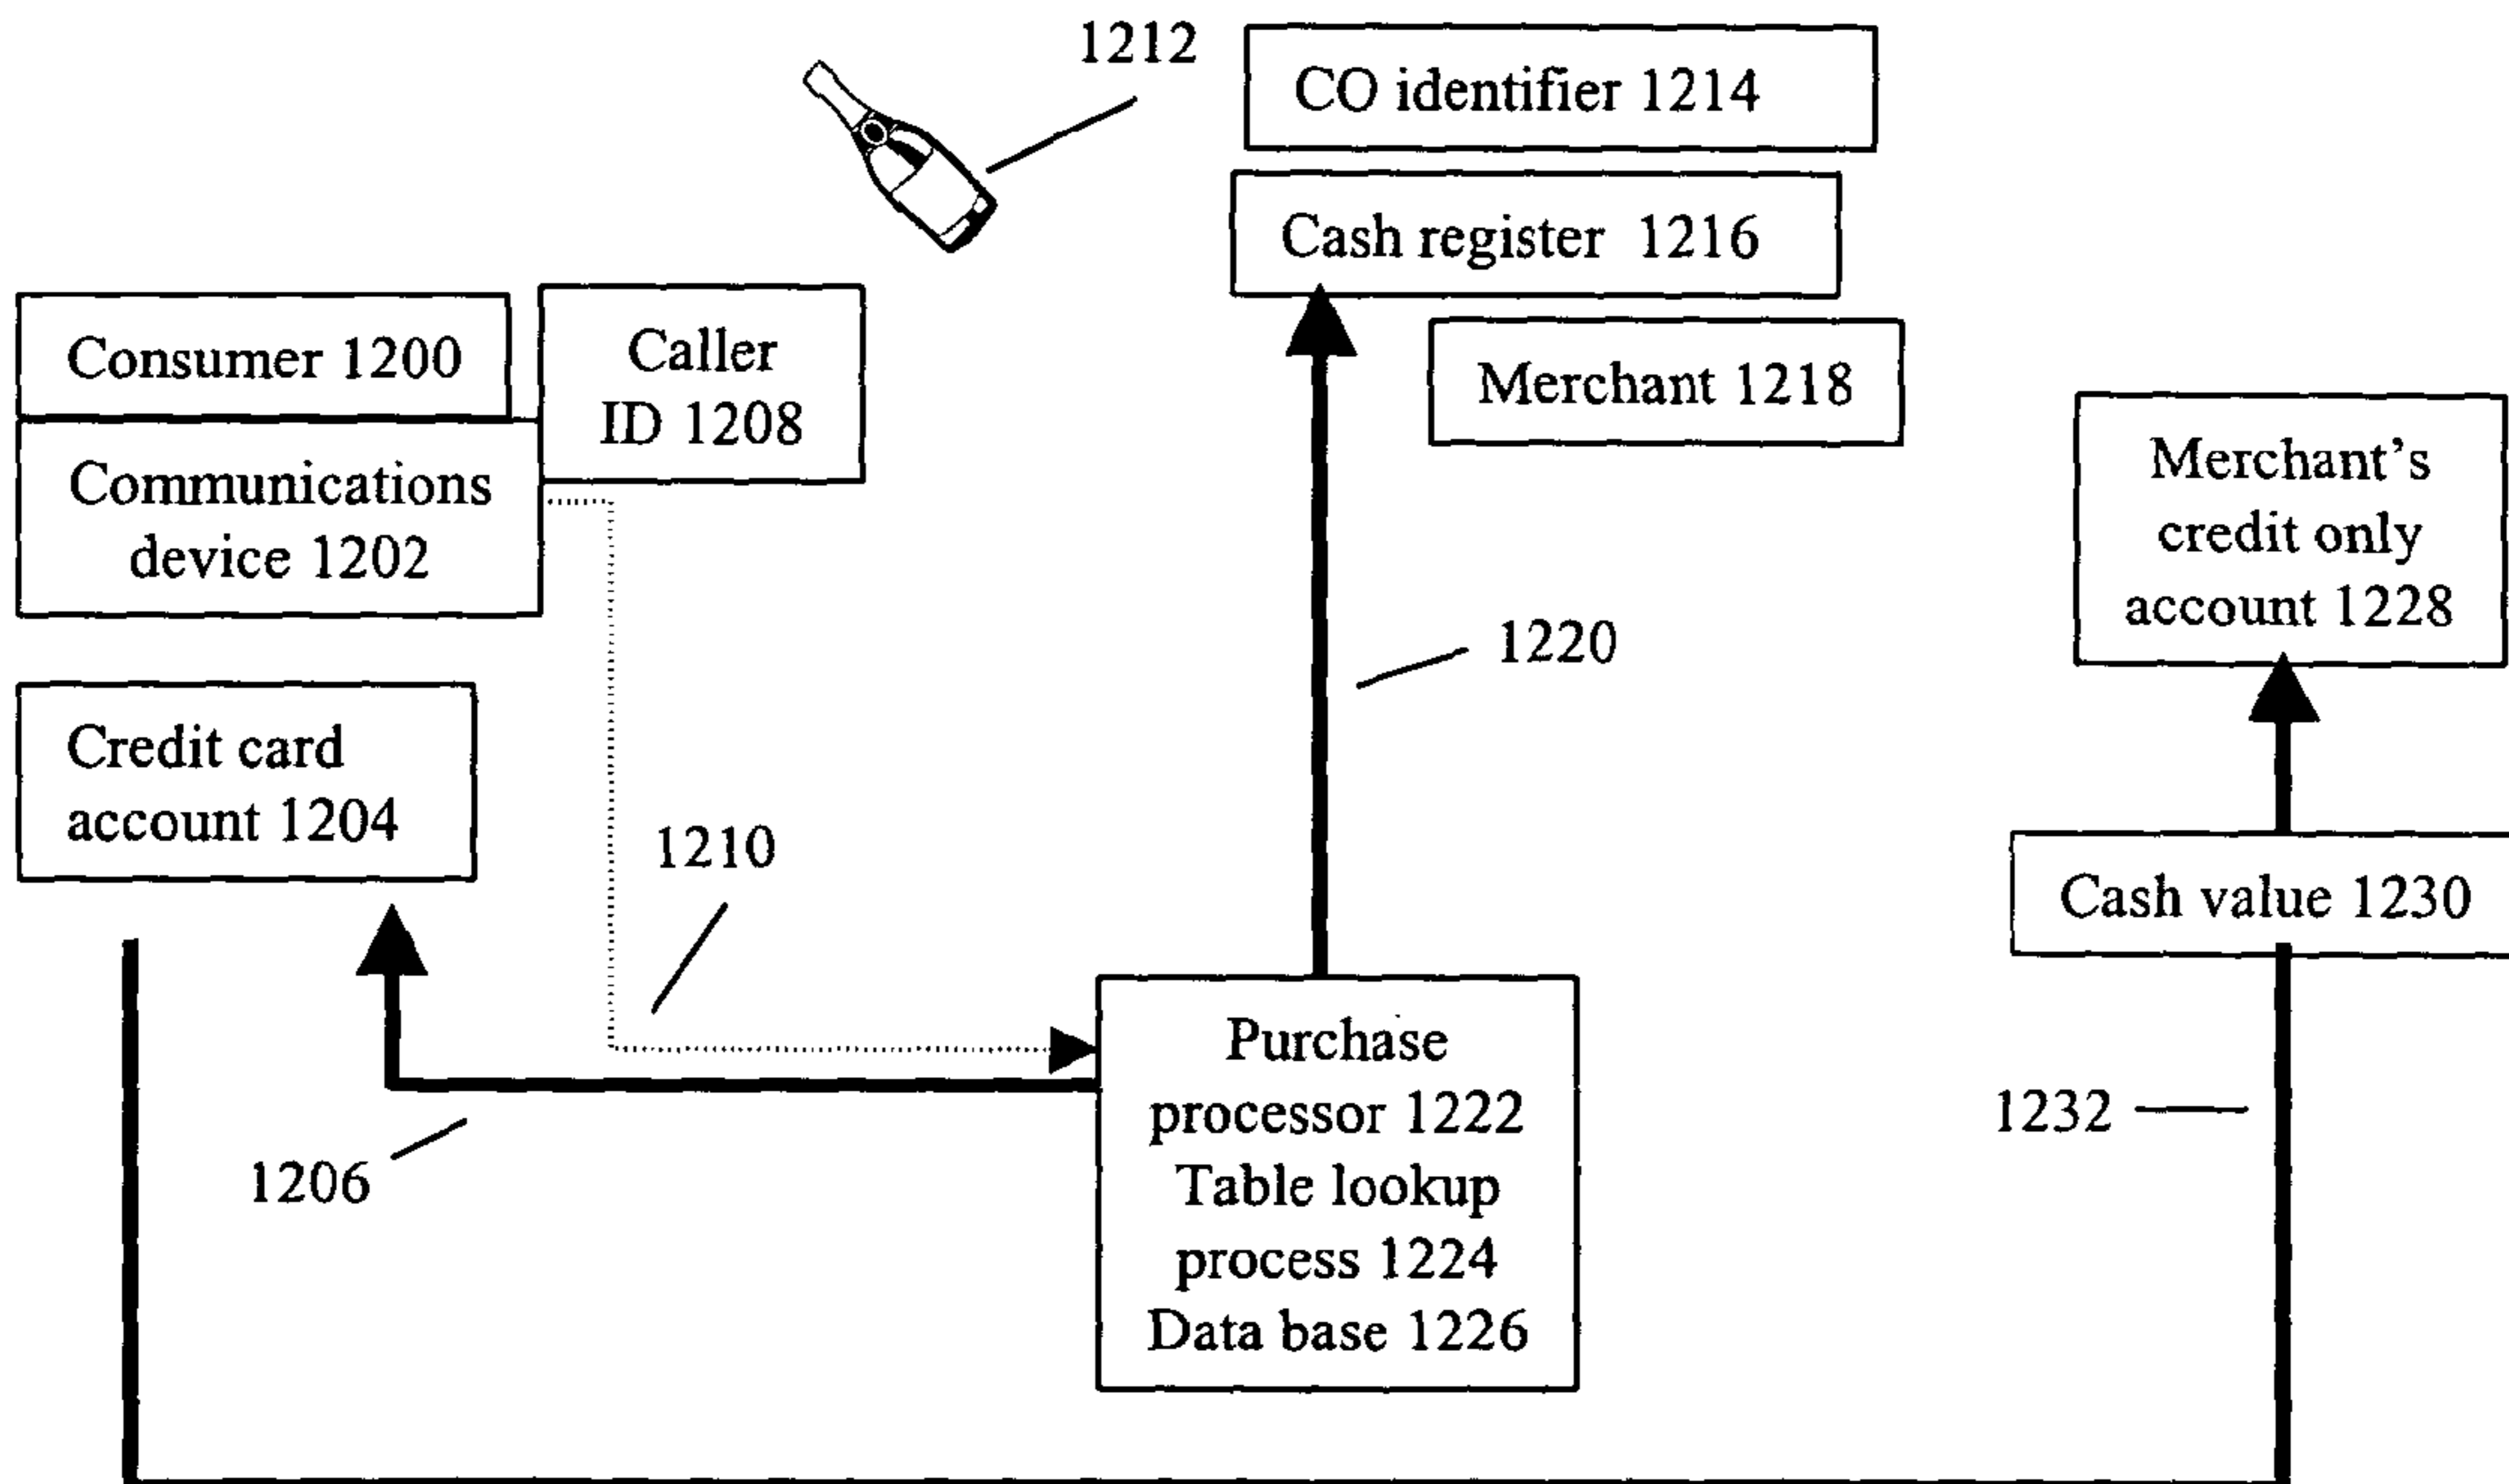 1212
CO identifier 1214
Cash register 1216
Consumer 1200
Caller
ID 1208
Merchant 1218
Communications
device 1202
Merchant's
credit only
account 1228
1220
Credit card
account 1204
1210
Cash value 1230
Purchase
processor 1222
Table lookup
process 1224
Data base 1226
1206
1232